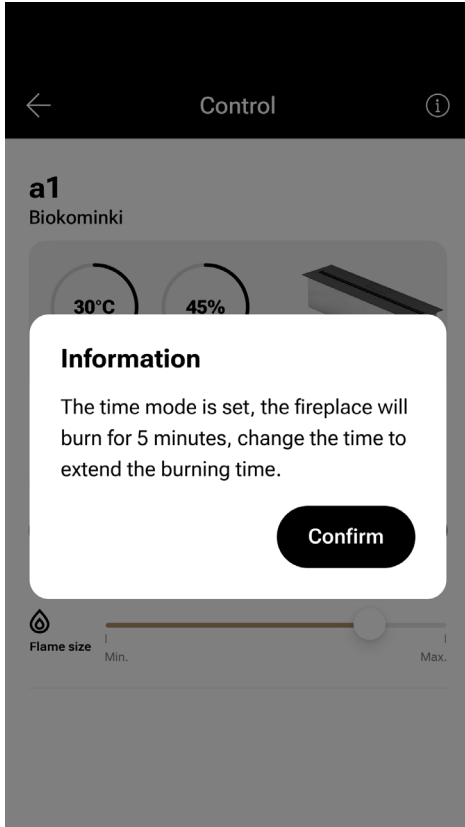 Control
a1
Biokominki
30°C
45%
Information
The time mode is set, the fireplace will
burn for 5 minutes, change the time to
extend the burning time.
Confirm
Flame size
Min.
Max.